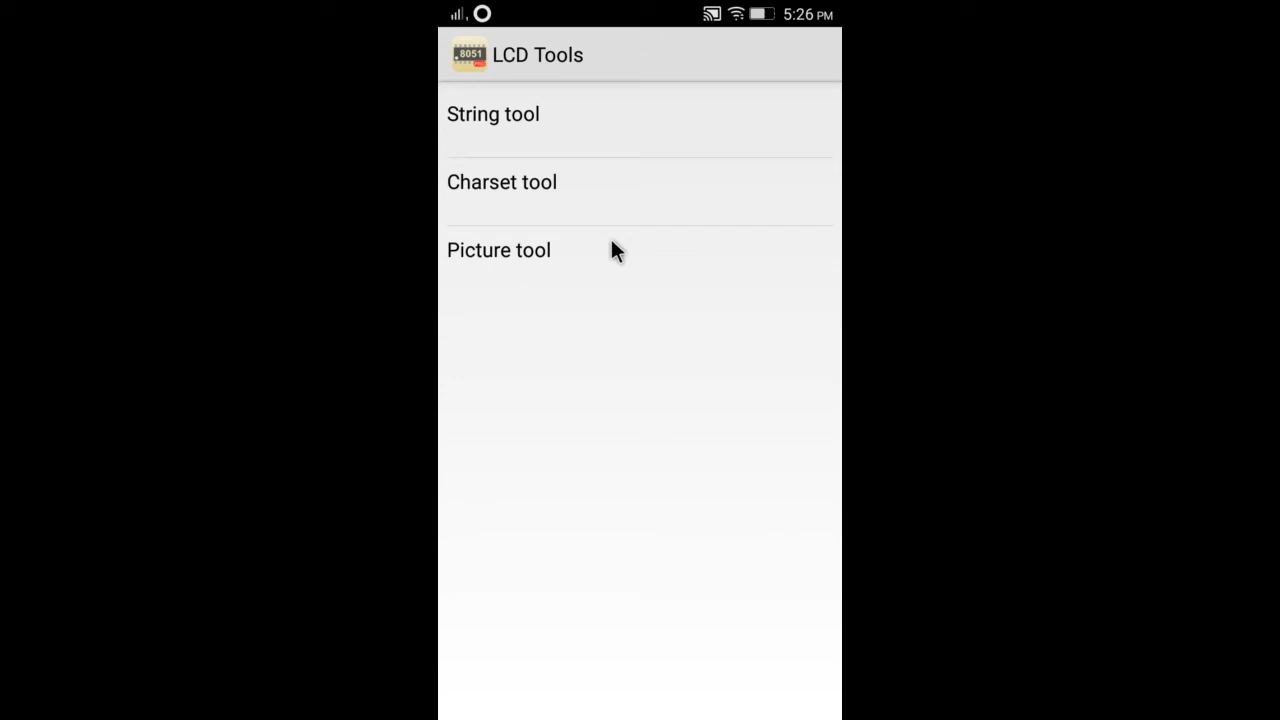 5:26 PM
8051
LCD Tools
String tool
Charset tool
Picture tool